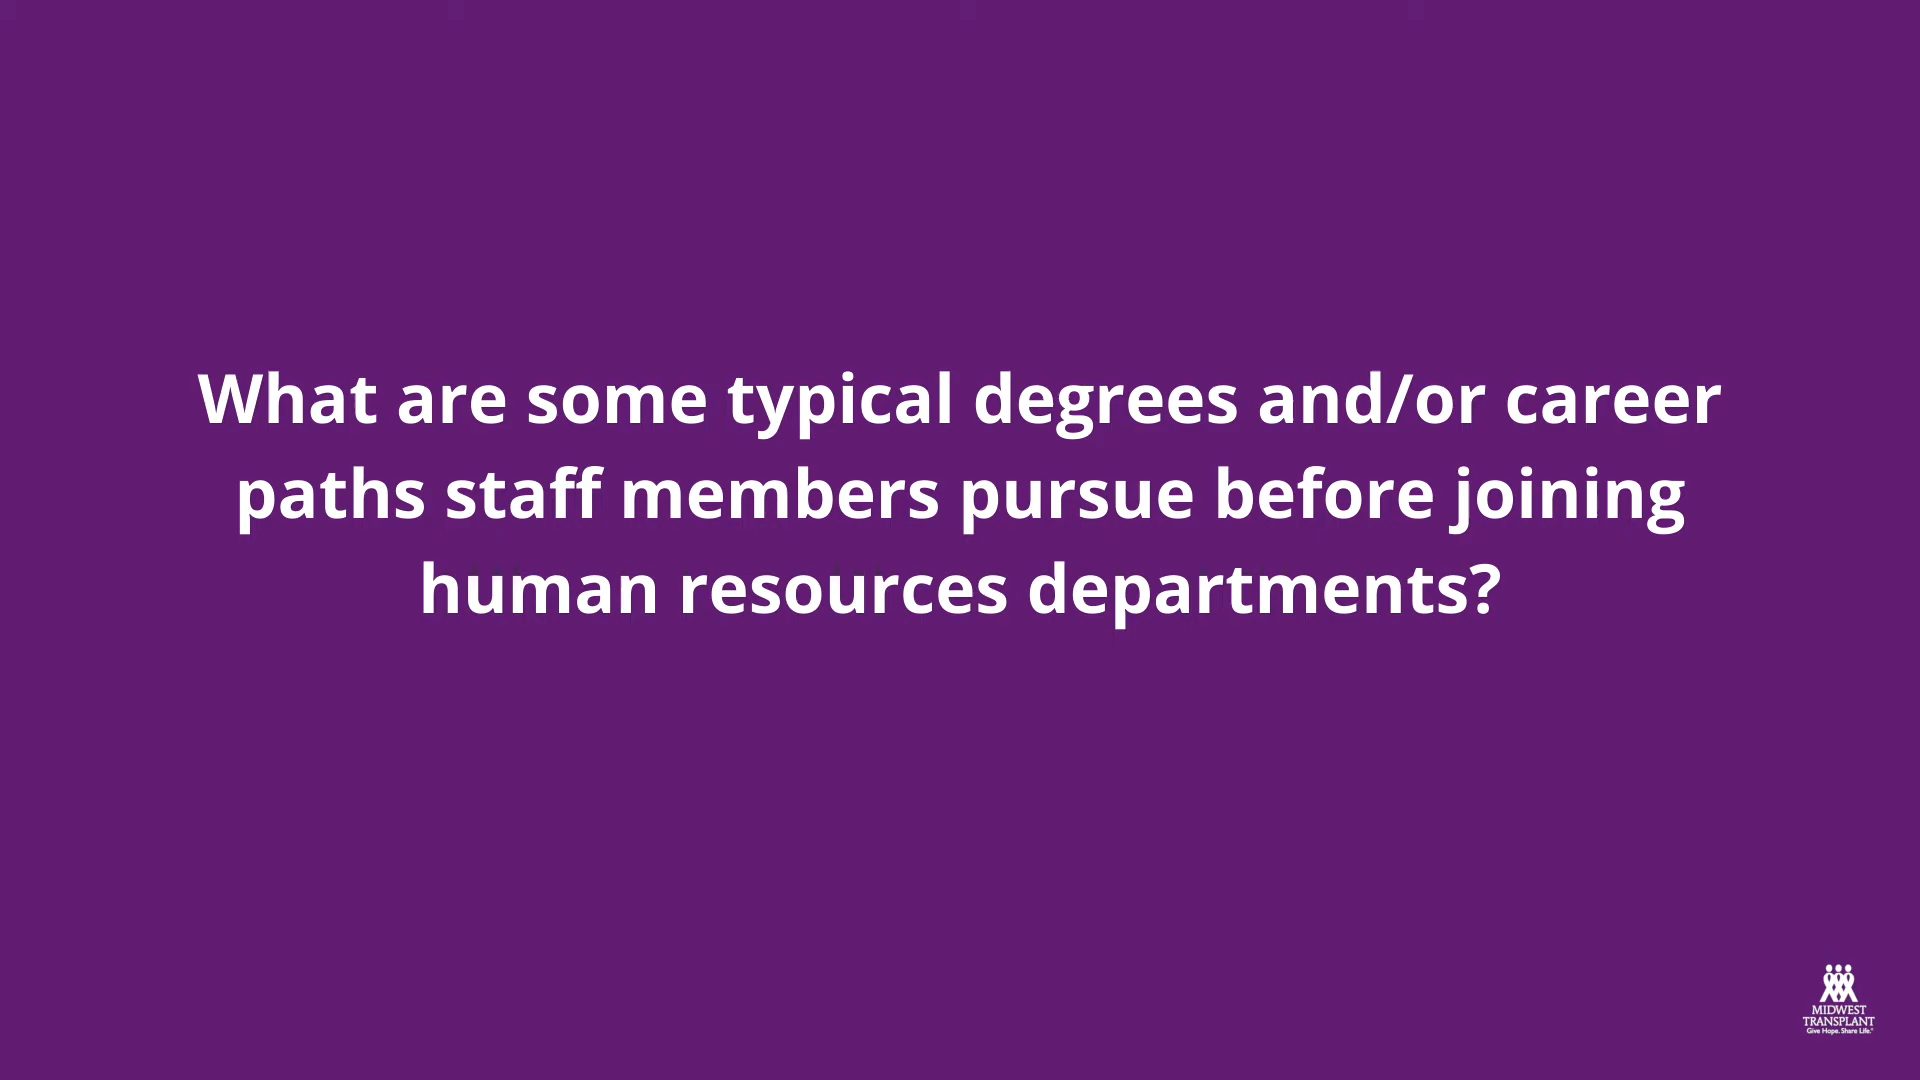 What are some typical degrees and/or career
paths staff members pursue before joining
human resources departments?
MIDWEST
TRANSPLANT
Give Hope. Share Life.